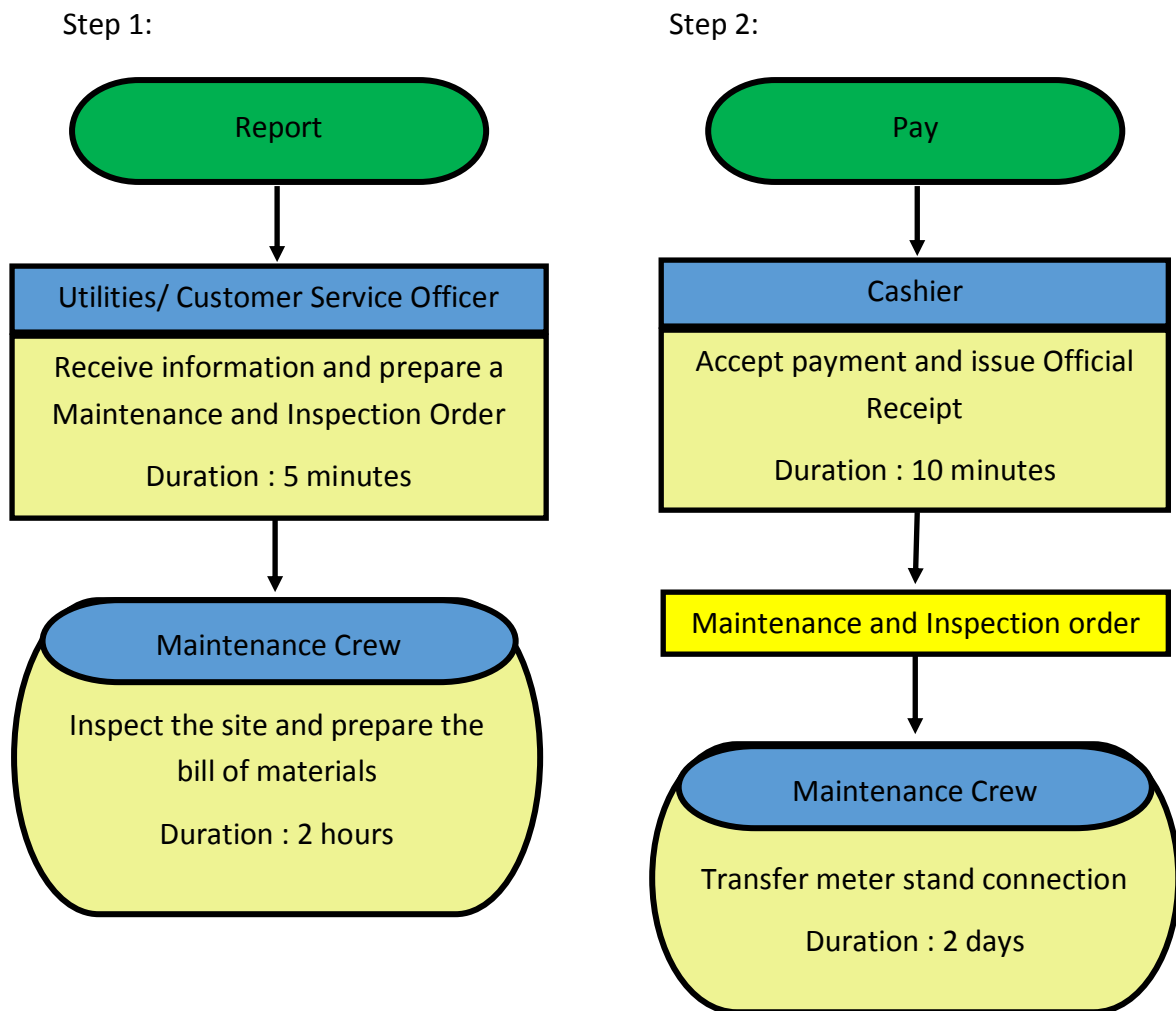 Step 1:
Report
Utilities/ Customer Service Officer
Receive information and prepare a
Maintenance and Inspection Order
Duration : 5 minutes
Maintenance Crew
Inspect the site and prepare the
bill of materials
Duration : 2 hours
Step 2:
Pay
Cashier
Accept payment and issue Official
Receipt
Duration : 10 minutes
Maintenance and Inspection order
Maintenance Crew
Transfer meter stand connection
Duration : 2 days